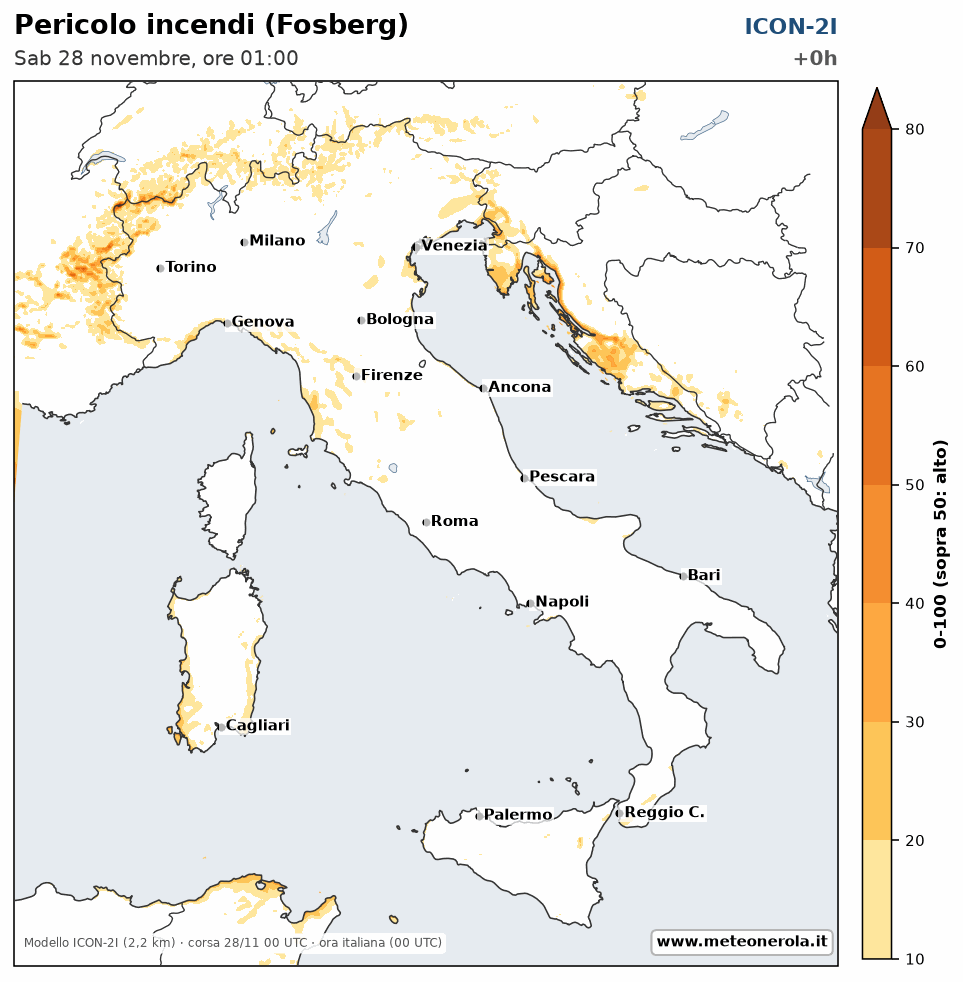 Pericolo incendi (Fosberg)
ICON-2I
Sab 28 novembre, ore 01:00
+0h
Milano
Venezia
Torino
Genova
Bologna
Firenze
Ancona
Pescara
Roma
Bari
Napoli
Cagliari
Palermo
Reggio C.
80
70
60
50
40
30
20
10
0-100 (sopra 50: alto)
Modello ICON-2I (2,2 km) · corsa 28/11 00 UTC · ora italiana (00 UTC)
www.meteonerola.it